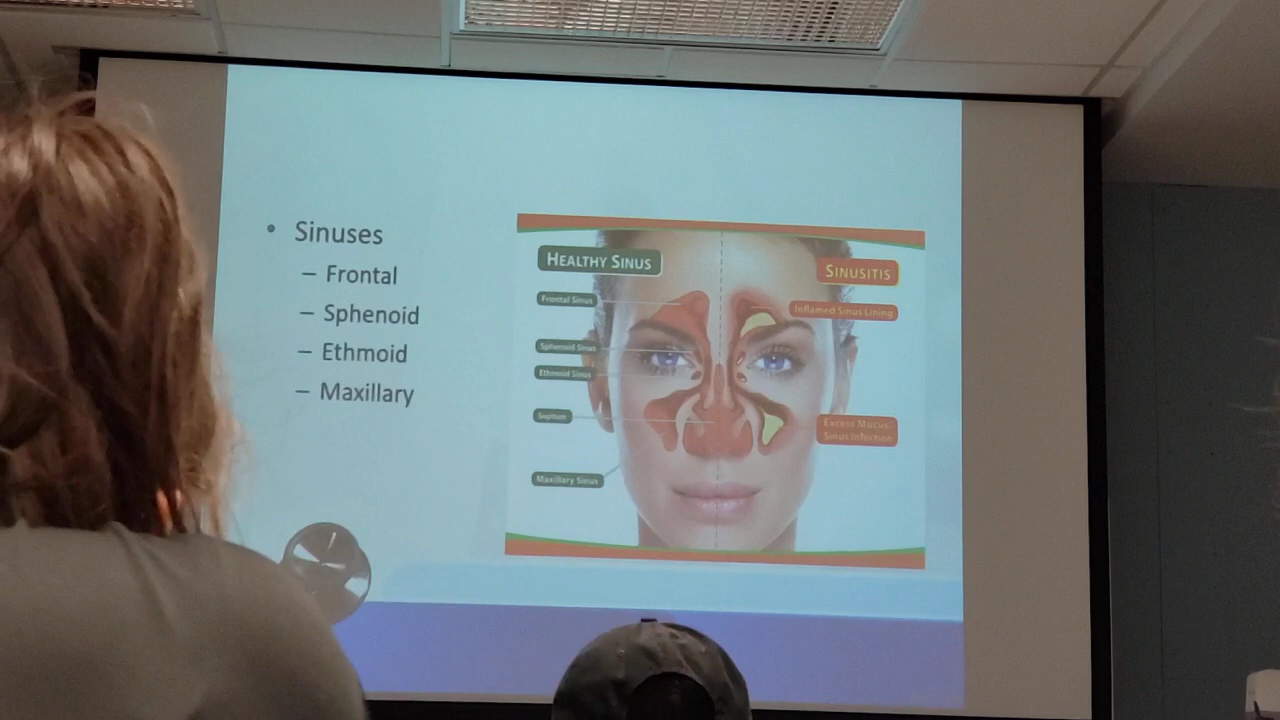 • Sinuses
– Frontal
– Sphenoid
– Ethmoid
– Maxillary
HEALTHY SINUS
Frontal Sinus
Sphenoid Sinus
Ethmoid Sinus
Septum
Maxillary Sinus
SINUSITIS
Inflamed Sinus Lining
Excess Mucus
Sinus Infection